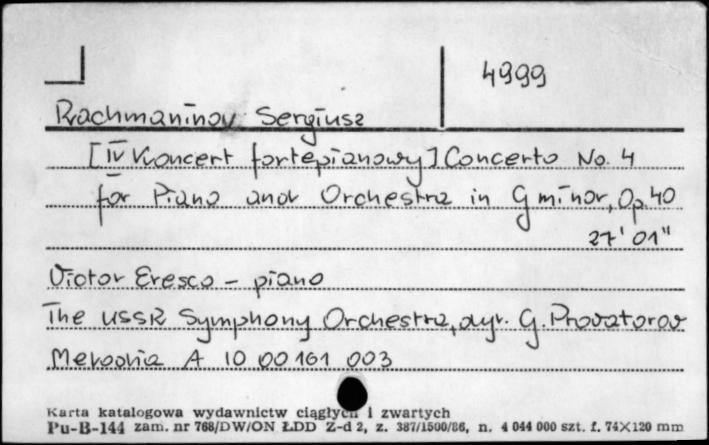 4999
Rachmaninov Sergiusz
[IV Koncert fortepianowy] Concerto No. 4
for Piano and Orchestra in G minor, Op. 40
27' 01"
Victor Eresco - piano
The USSR Symphony Orchestra, dyr. G. Provatorov
Melodia A 10 00161 003
Karta katalogowa wydawnictw ciągłych i zwartych
Pu-B-144 zam. nr 768/DW/ON ŁDD Z-d 2, z. 387/1500/86, n. 4 044 000 szt. f. 74×120 mm